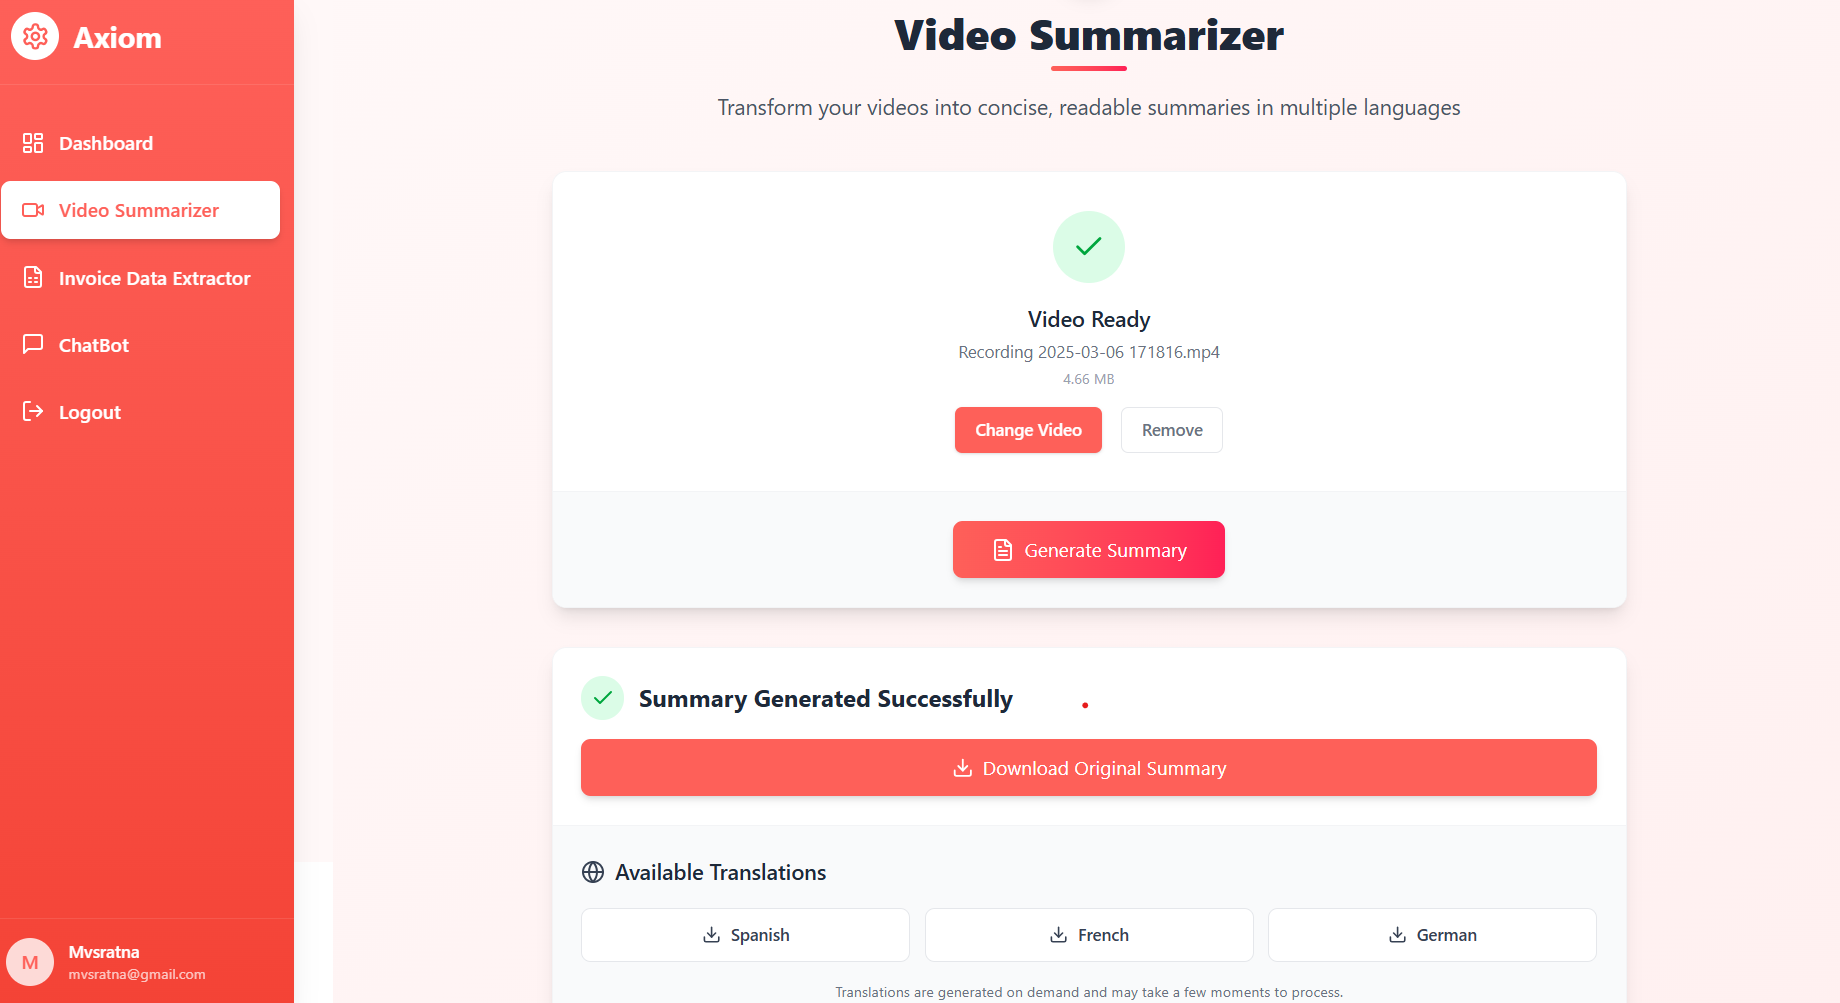 Axiom
Dashboard
Video Summarizer
Invoice Data Extractor
ChatBot
Logout
M
Mvsratna
mvsratna@gmail.com
Video Summarizer
Transform your videos into concise, readable summaries in multiple languages
Video Ready
Recording 2025-03-06 171816.mp4
4.66 MB
Change Video
Remove
Generate Summary
Summary Generated Successfully
Download Original Summary
Available Translations
Spanish
French
German
Translations are generated on demand and may take a few moments to process.